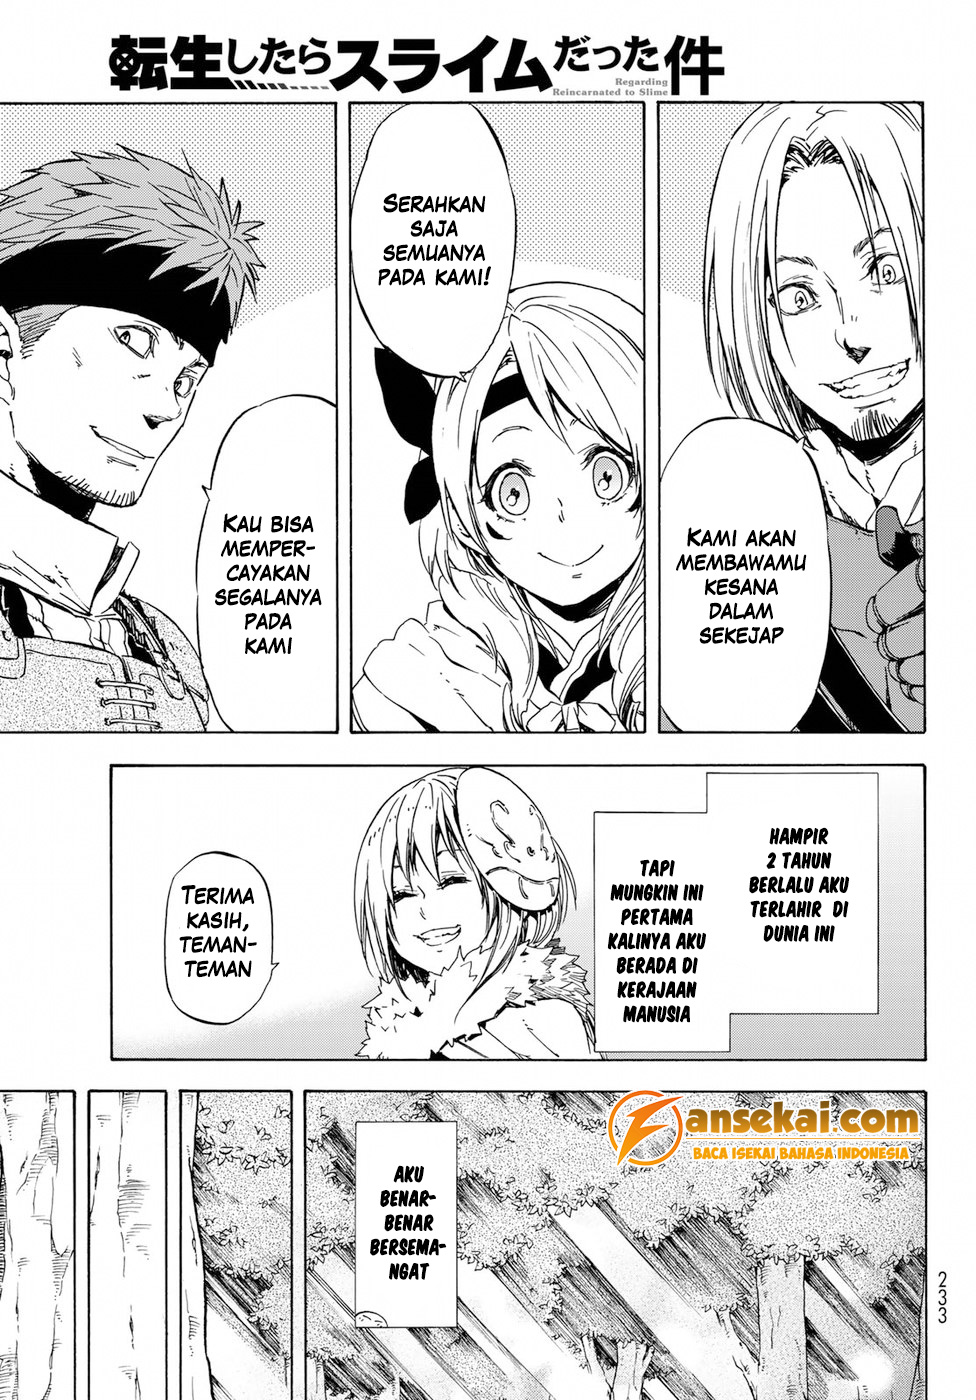 転生したらスライムだった件
Regarding
Reincarnated to Slime
KAMI AKAN
MEMBAWAMU
KESANA
DALAM
SEKEJAP
SERAHKAN
SAJA
SEMUANYA
PADA KAMI!
KAU BISA
MEMPER-
CAYAKAN
SEGALANYA
PADA
KAMI
HAMPIR
2 TAHUN
BERLALU AKU
TERLAHIR DI
DUNIA INI
TAPI
MUNGKIN INI
PERTAMA
KALINYA AKU
BERADA DI
KERAJAAN
MANUSIA
TERIMA
KASIH,
TEMAN-
TEMAN
ansekai.com
BACA ISEKAI BAHASA INDONESIA
AKU
BENAR-
BENAR
BERSEMA-
NGAT
233